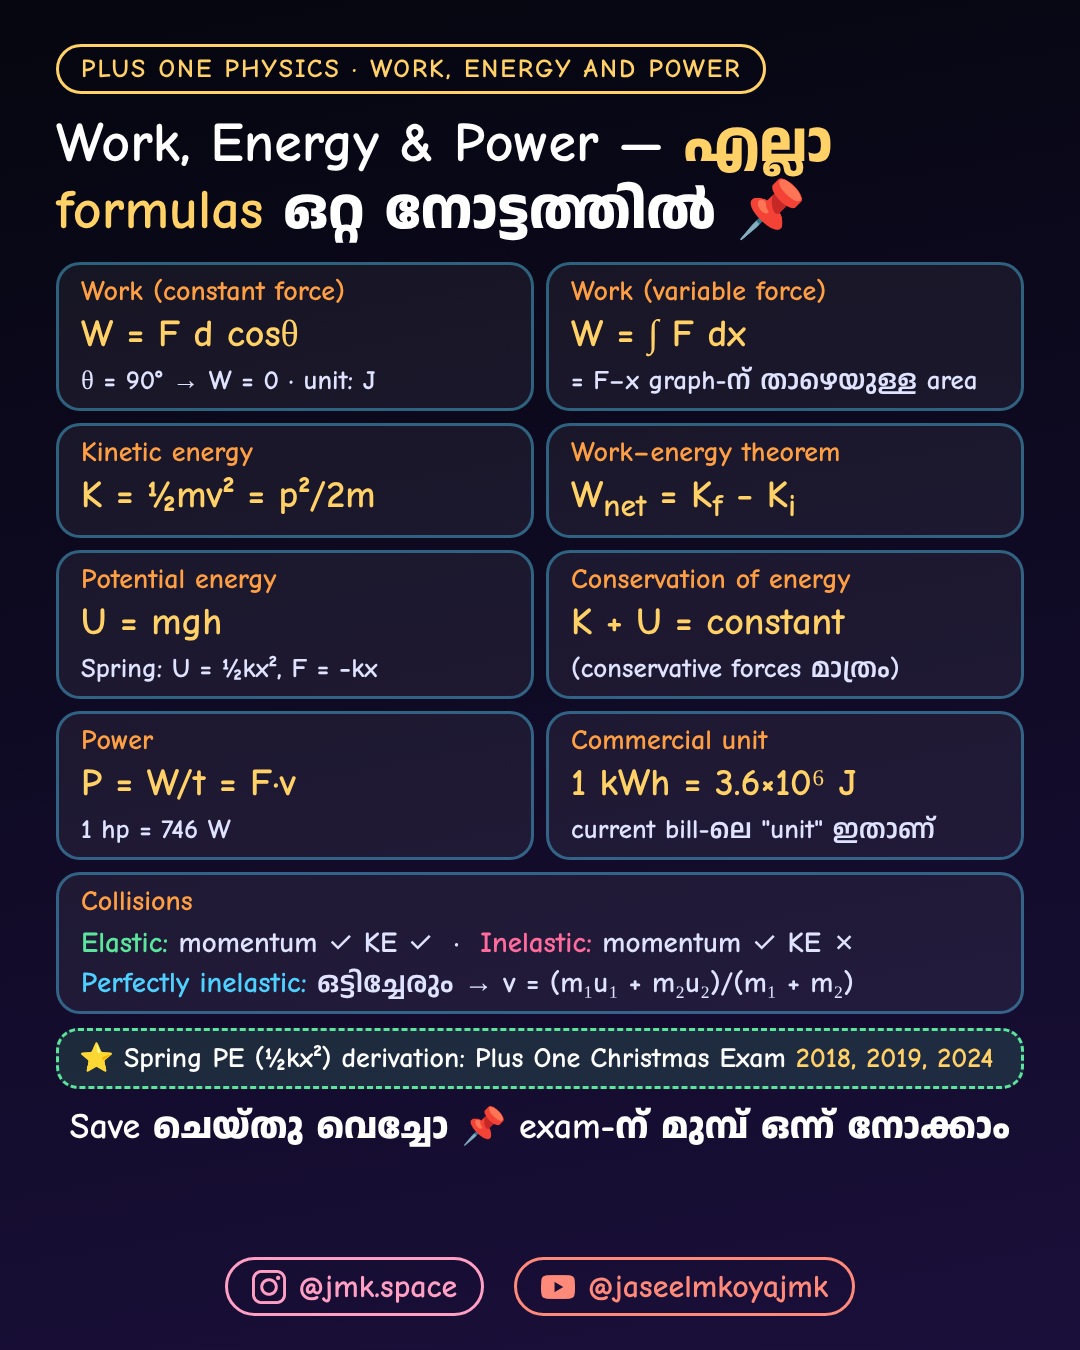 PLUS ONE PHYSICS · WORK, ENERGY AND POWER
Work, Energy & Power — എല്ലാ
formulas ഒറ്റ നോട്ടത്തിൽ 📌
Work (constant force)
W = F d cosθ
θ = 90° → W = 0 · unit: J
Work (variable force)
W = ∫ F dx
= F–x graph-ന് താഴെയുള്ള area
Kinetic energy
K = ½mv² = p²/2m
Work–energy theorem
W_net = K_f − K_i
Potential energy
U = mgh
Spring: U = ½kx², F = -kx
Conservation of energy
K + U = constant
(conservative forces മാത്രം)
Power
P = W/t = F·v
1 hp = 746 W
Commercial unit
1 kWh = 3.6×10⁶ J
current bill-ലെ "unit" ഇതാണ്
Collisions
Elastic: momentum ✓ KE ✓ · Inelastic: momentum ✓ KE ✕
Perfectly inelastic: ഒട്ടിച്ചേരും → v = (m₁u₁ + m₂u₂)/(m₁ + m₂)
⭐ Spring PE (½kx²) derivation: Plus One Christmas Exam 2018, 2019, 2024
Save ചെയ്തു വെച്ചോ 📌 exam-ന് മുമ്പ് ഒന്ന് നോക്കാം
@jmk.space
@jaseelmkoyajmk